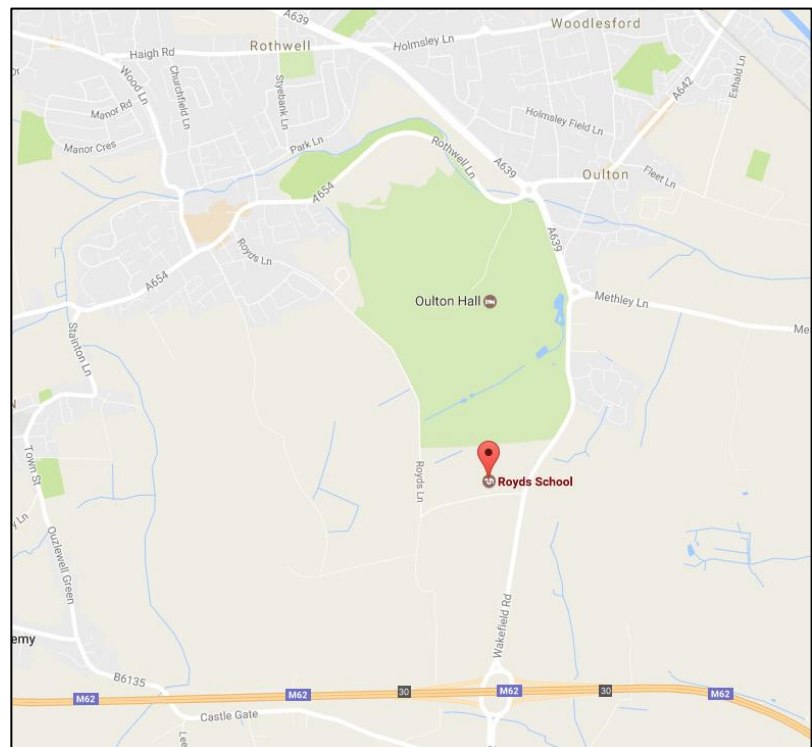 A639
Woodlesford
Haigh Rd
Rothwell
Holmsley Ln
Wood Ln
Churchfield Ln
Styebank Ln
Eshald Ln
A642
Manor Rd
Holmsley Field Ln
Manor Cres
Park Ln
Rothwell Ln
A639
Oulton
Fleet Ln
A654
Royds Ln
A639
A654
Oulton Hall
Methley Ln
Me
Stainton Ln
N
Town St
Royds Ln
Royds School
Ouzlewell Green
emy
Wakefield Rd
B6135
M62
M62
30
M62
30
M62
Castle Gate
Lee